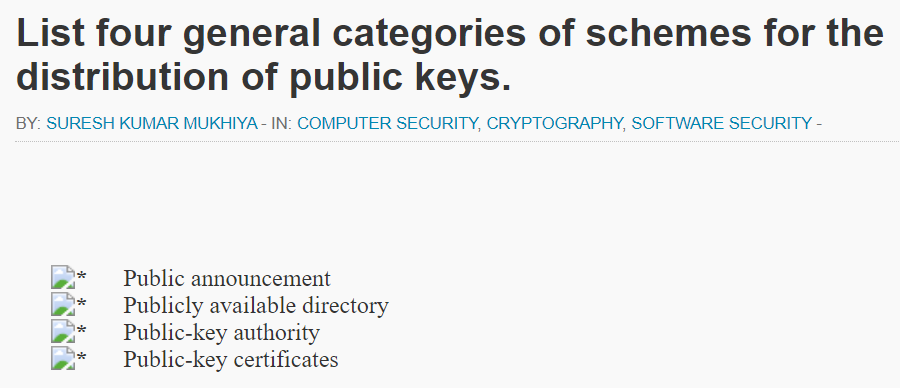 List four general categories of schemes for the
distribution of public keys.
BY: SURESH KUMAR MUKHIYA - IN: COMPUTER SECURITY, CRYPTOGRAPHY, SOFTWARE SECURITY -
* Public announcement
* Publicly available directory
* Public-key authority
* Public-key certificates